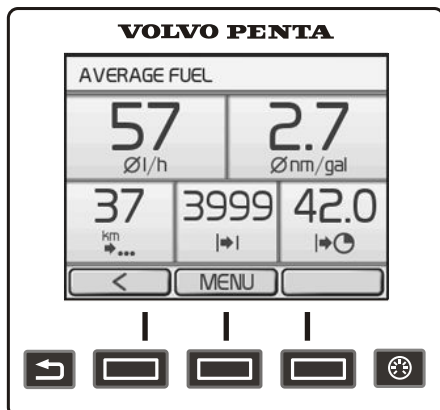 VOLVO PENTA
AVERAGE FUEL
57 2.7
Øl/h Ønm/gal
37 3999 42.0
km
< MENU